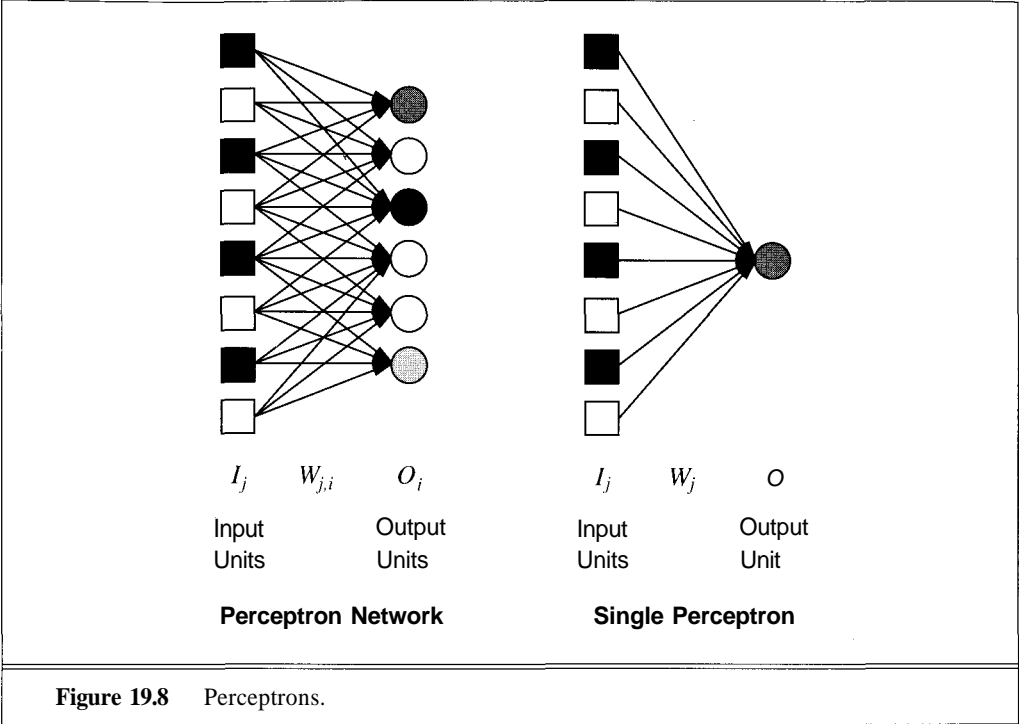 I_j W_{j,i} O_i
Input Output
Units Units
Perceptron Network
I_j W_j O
Input Output
Units Unit
Single Perceptron
Figure 19.8 Perceptrons.